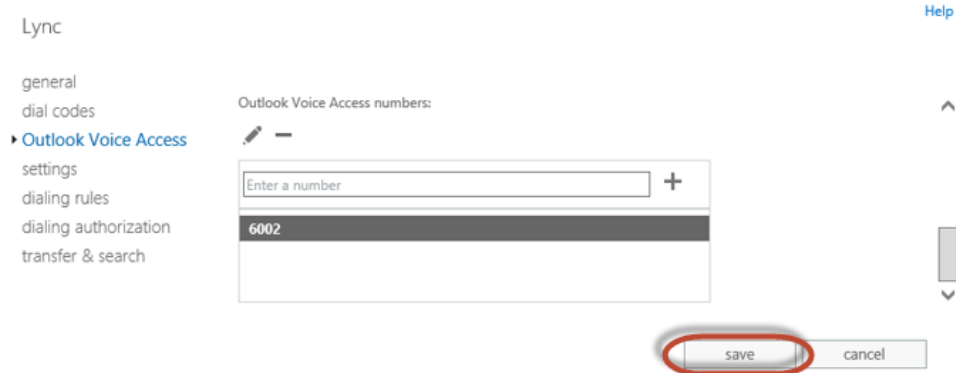 Help
Lync
general
dial codes
Outlook Voice Access
settings
dialing rules
dialing authorization
transfer & search
Outlook Voice Access numbers:
Enter a number
6002
save
cancel